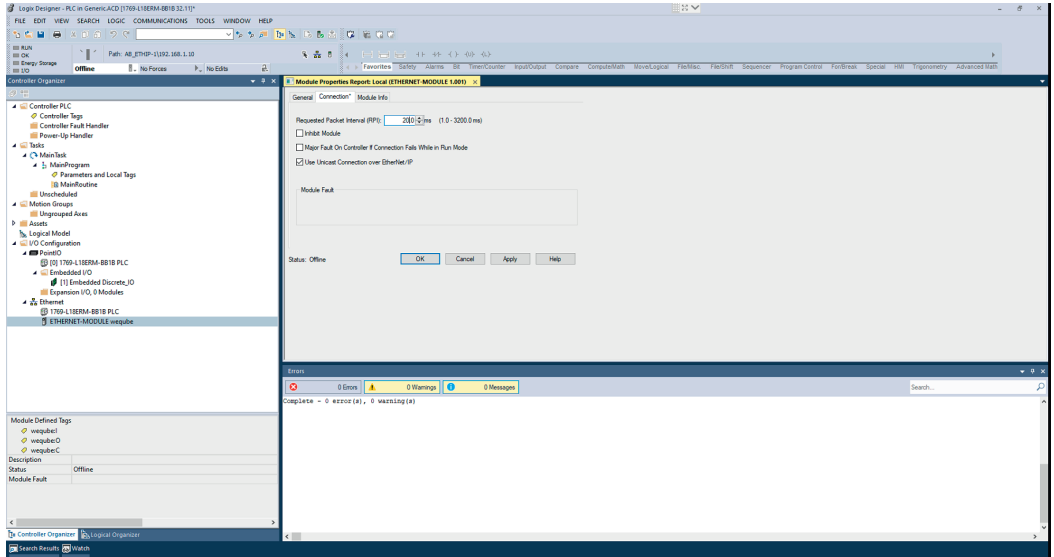 Logix Designer - PLC in Generic.ACD [1769-L18ERM-BB1B 32.11]*
FILE EDIT VIEW SEARCH LOGIC COMMUNICATIONS TOOLS WINDOW HELP
RUN
OK
Energy Storage
I/O
Path: AB_ETHIP-1\192.168.1.10
Offline
No Forces
No Edits
Favorites Safety Alarms Bit Timer/Counter Input/Output Compare Compute/Math Move/Logical File/Misc. File/Shift Sequencer Program Control For/Break Special HMI Trigonometry Advanced Math
Controller Organizer
Controller PLC
Controller Tags
Controller Fault Handler
Power-Up Handler
Tasks
MainTask
MainProgram
Parameters and Local Tags
MainRoutine
Unscheduled
Motion Groups
Ungrouped Axes
Assets
Logical Model
I/O Configuration
PointIO
[0] 1769-L18ERM-BB1B PLC
Embedded I/O
[1] Embedded Discrete_IO
Expansion I/O, 0 Modules
Ethernet
1769-L18ERM-BB1B PLC
ETHERNET-MODULE weqube
Module Defined Tags
weqube:I
weqube:O
weqube:C
Description
Status Offline
Module Fault
Controller Organizer Logical Organizer
Search Results Watch
Module Properties Report: Local (ETHERNET-MODULE 1.001) ×
General Connection* Module Info
Requested Packet Interval (RPI): 20.0 ms (1.0 - 3200.0 ms)
Inhibit Module
Major Fault On Controller If Connection Fails While in Run Mode
Use Unicast Connection over EtherNet/IP
Module Fault
Status: Offline
OK Cancel Apply Help
Errors
0 Errors 0 Warnings 0 Messages
Search...
Complete - 0 error(s), 0 warning(s)